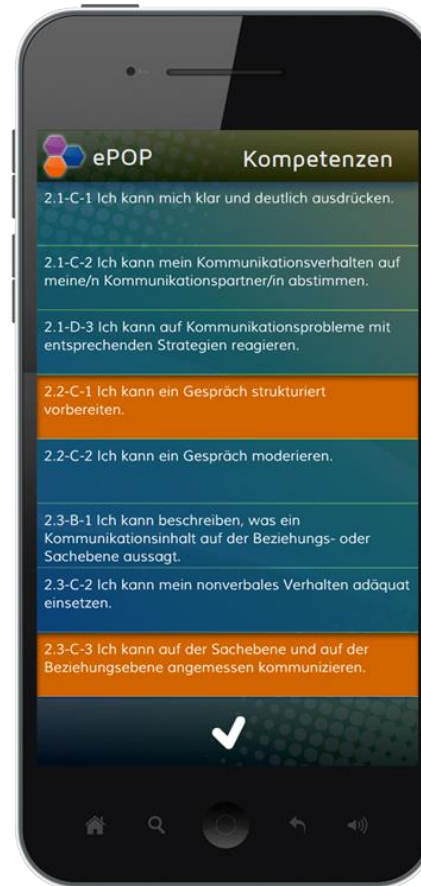 ePOP Kompetenzen
2.1-C-1 Ich kann mich klar und deutlich ausdrücken.
2.1-C-2 Ich kann mein Kommunikationsverhalten auf
meine/n Kommunikationspartner/in abstimmen.
2.1-D-3 Ich kann auf Kommunikationsprobleme mit
entsprechenden Strategien reagieren.
2.2-C-1 Ich kann ein Gespräch strukturiert
vorbereiten.
2.2-C-2 Ich kann ein Gespräch moderieren.
2.3-B-1 Ich kann beschreiben, was ein
Kommunikationsinhalt auf der Beziehungs- oder
Sachebene aussagt.
2.3-C-2 Ich kann mein nonverbales Verhalten adäquat
einsetzen.
2.3-C-3 Ich kann auf der Sachebene und auf der
Beziehungsebene angemessen kommunizieren.